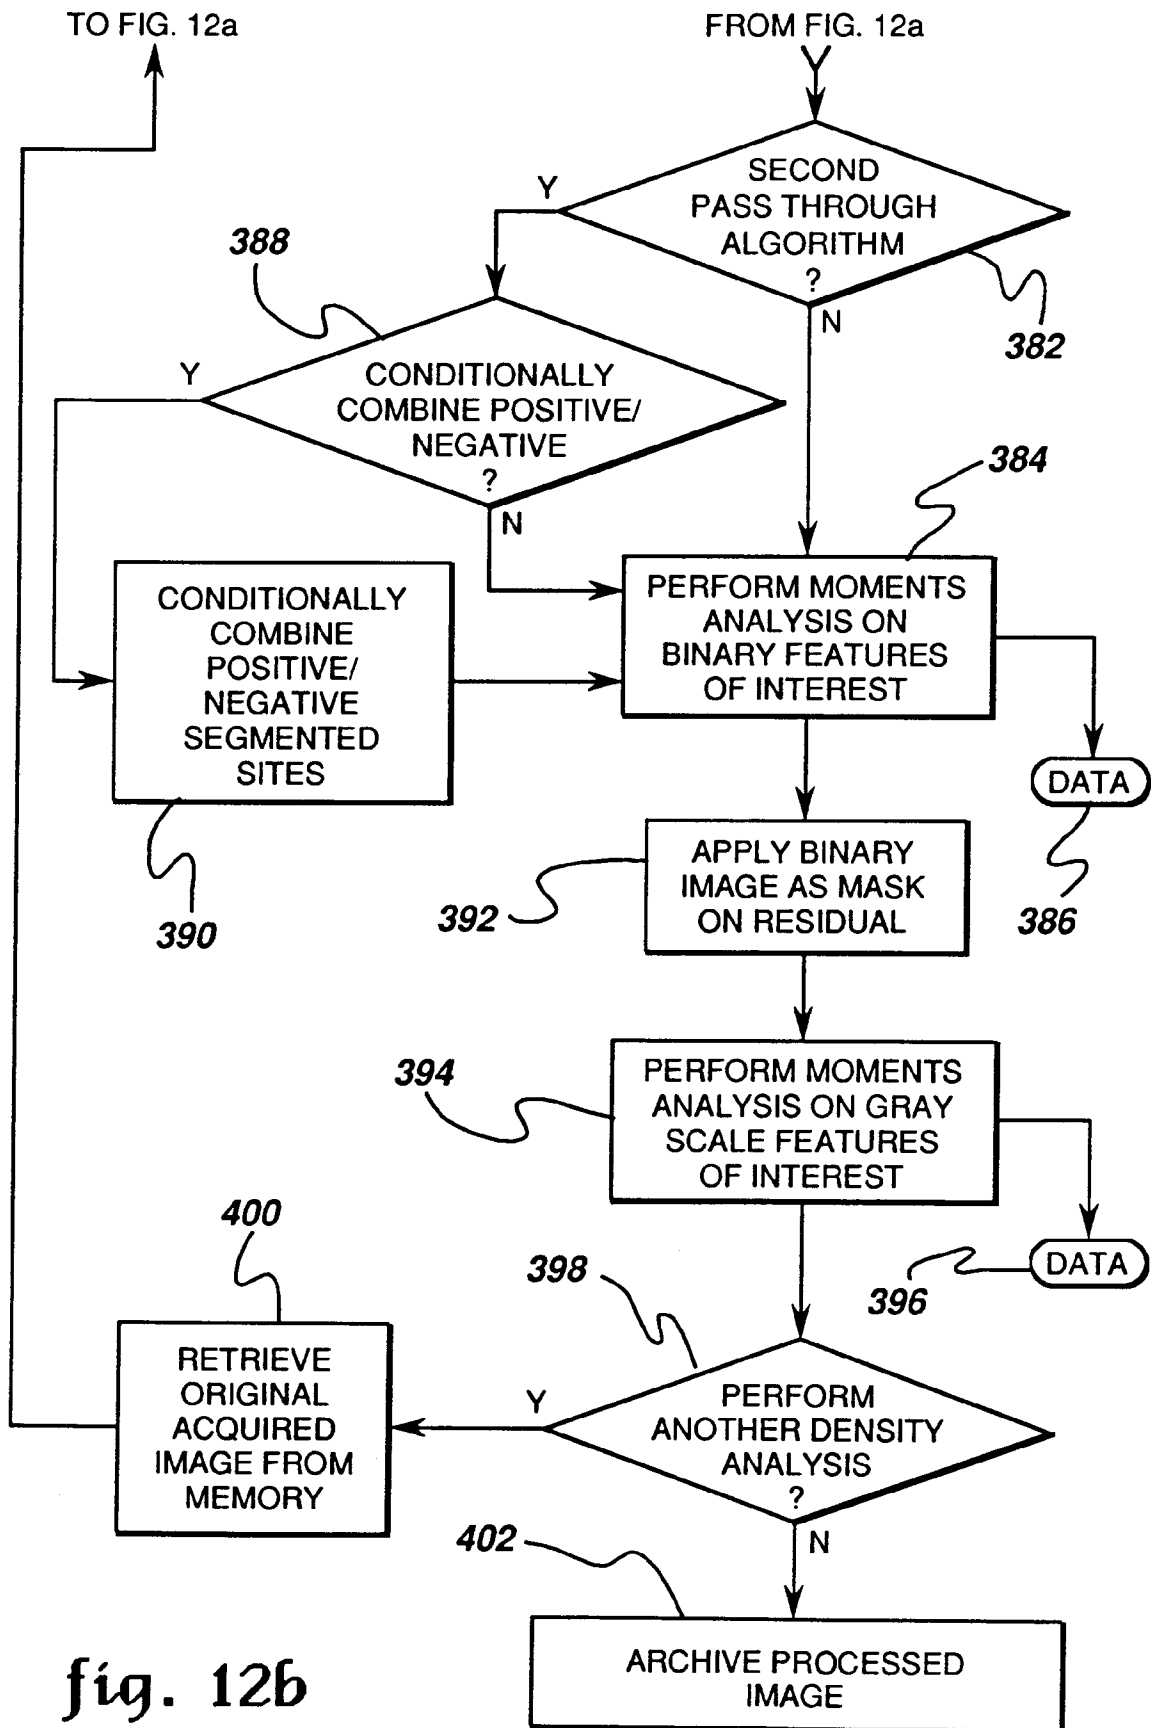 TO FIG. 12a
FROM FIG. 12a
SECOND
PASS THROUGH
ALGORITHM
?
Y
N
382
388
CONDITIONALLY
COMBINE POSITIVE/
NEGATIVE
?
Y
N
384
PERFORM MOMENTS
ANALYSIS ON
BINARY FEATURES
OF INTEREST
CONDITIONALLY
COMBINE
POSITIVE/
NEGATIVE
SEGMENTED
SITES
390
DATA
386
APPLY BINARY
IMAGE AS MASK
ON RESIDUAL
392
394
PERFORM MOMENTS
ANALYSIS ON GRAY
SCALE FEATURES
OF INTEREST
DATA
396
398
PERFORM
ANOTHER DENSITY
ANALYSIS
?
Y
N
400
RETRIEVE
ORIGINAL
ACQUIRED
IMAGE FROM
MEMORY
402
ARCHIVE PROCESSED
IMAGE
fig. 12b